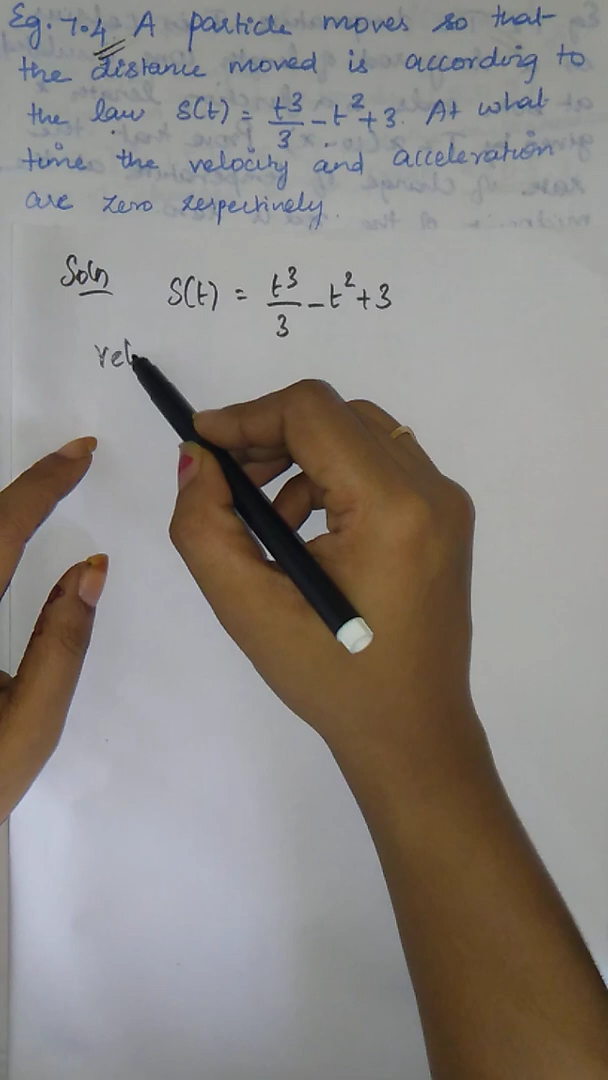 Eg. 7.4. A particle moves so that
the distance moved is according to
the law S(t) = t³/3 - t² + 3. At what
time the velocity and acceleration
are zero respectively.
Soln S(t) = t³/3 - t² + 3
vel